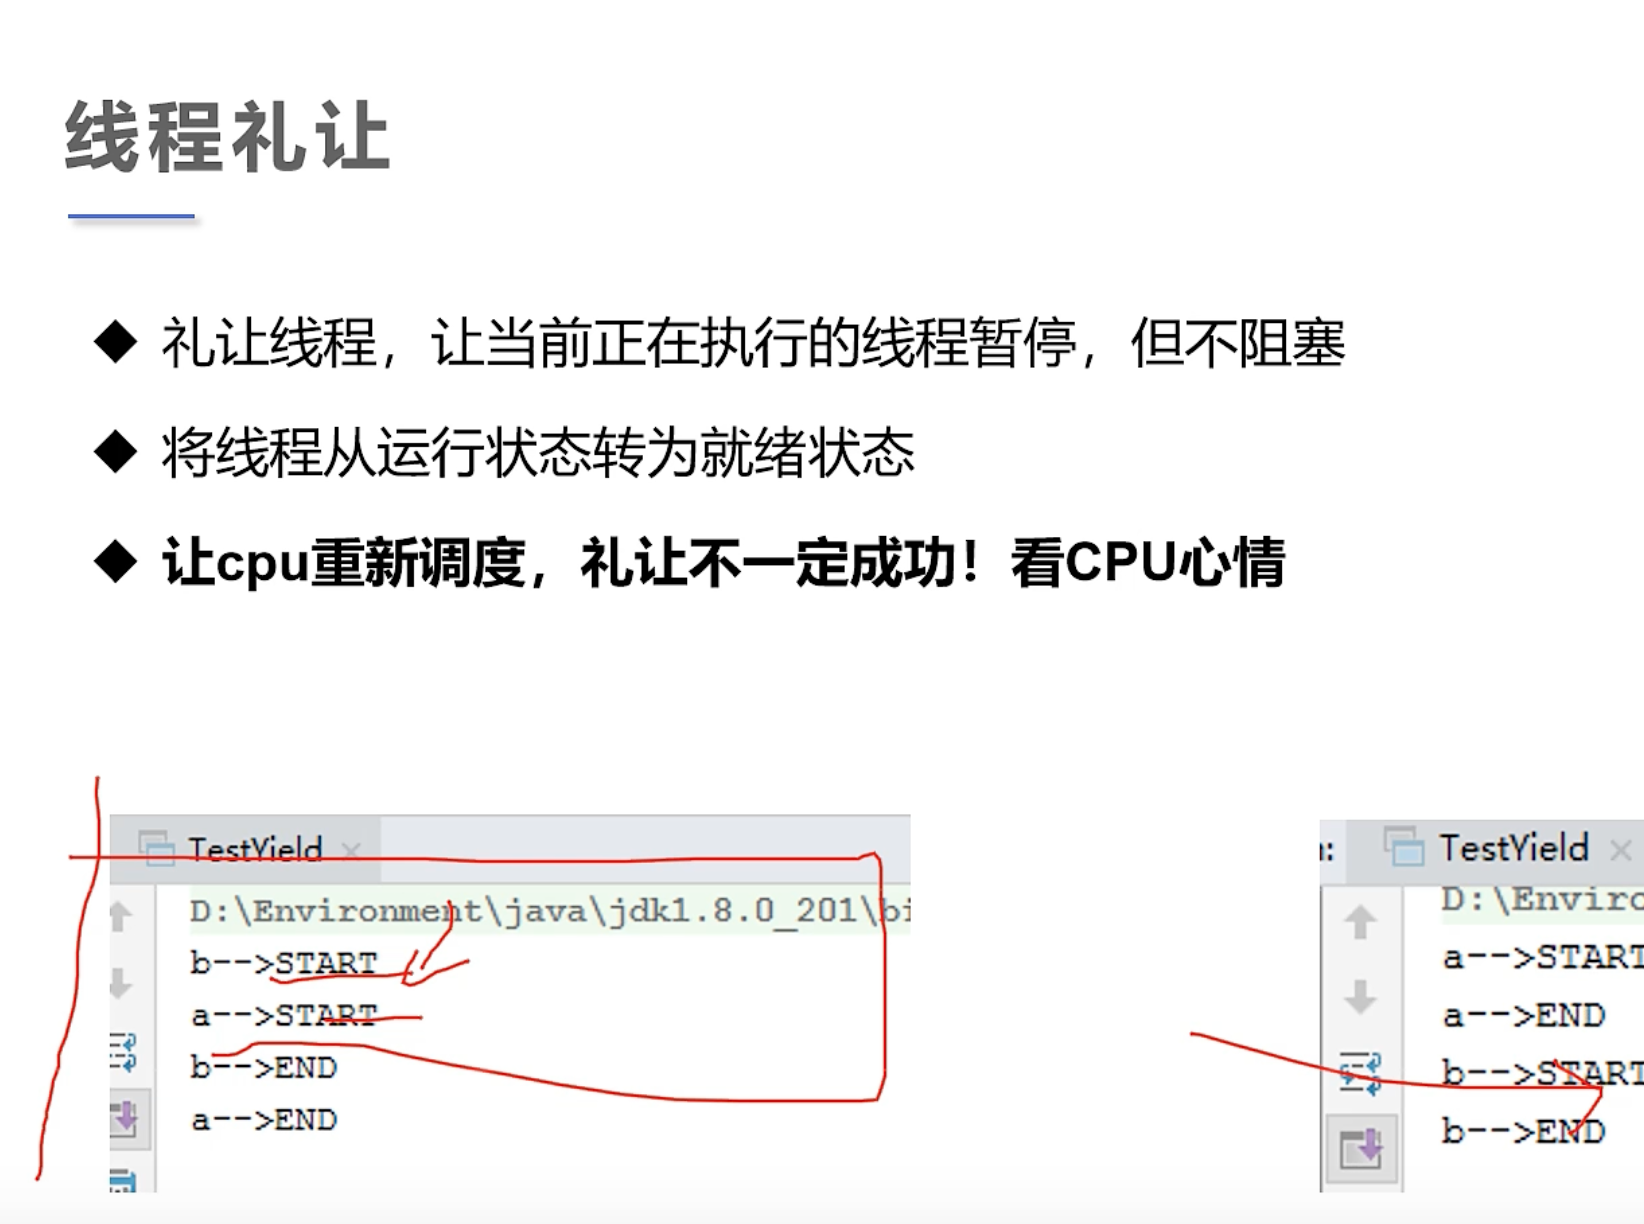 线程礼让
礼让线程，让当前正在执行的线程暂停，但不阻塞
将线程从运行状态转为就绪状态
让cpu重新调度，礼让不一定成功！看CPU心情
TestYield
D:\Environment\java\jdk1.8.0_201\bi
b-->START
a-->START
b-->END
a-->END
TestYield
D:\Enviro
a-->START
a-->END
b-->START
b-->END